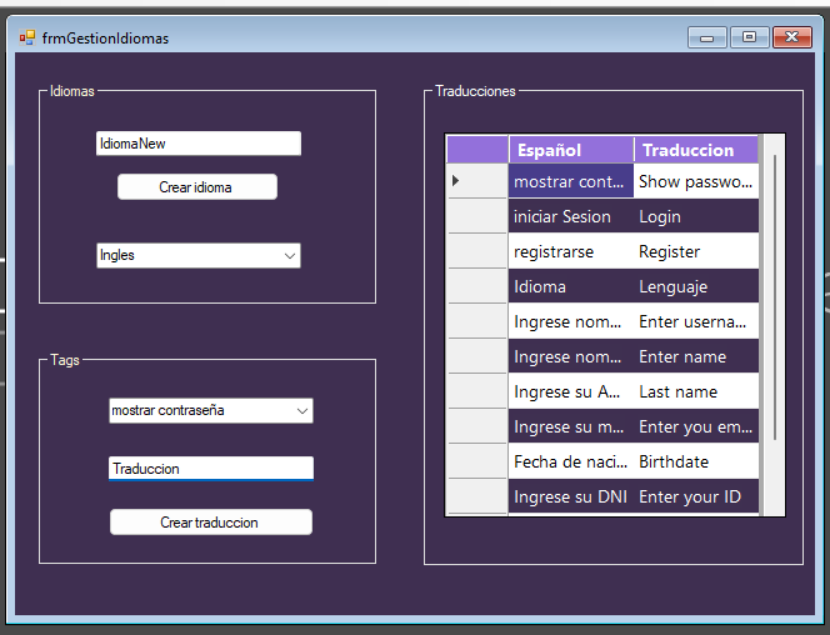 frmGestionIdiomas
Idiomas
IdiomaNew
Crear idioma
Ingles
Tags
mostrar contraseña
Traduccion
Crear traduccion
Traducciones
Español Traduccion
mostrar cont... Show passwo...
iniciar Sesion Login
registrarse Register
Idioma Lenguaje
Ingrese nom... Enter userna...
Ingrese nom... Enter name
Ingrese su A... Last name
Ingrese su m... Enter you em...
Fecha de naci... Birthdate
Ingrese su DNI Enter your ID